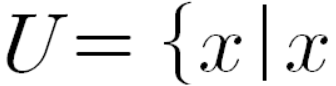 U = {x | x